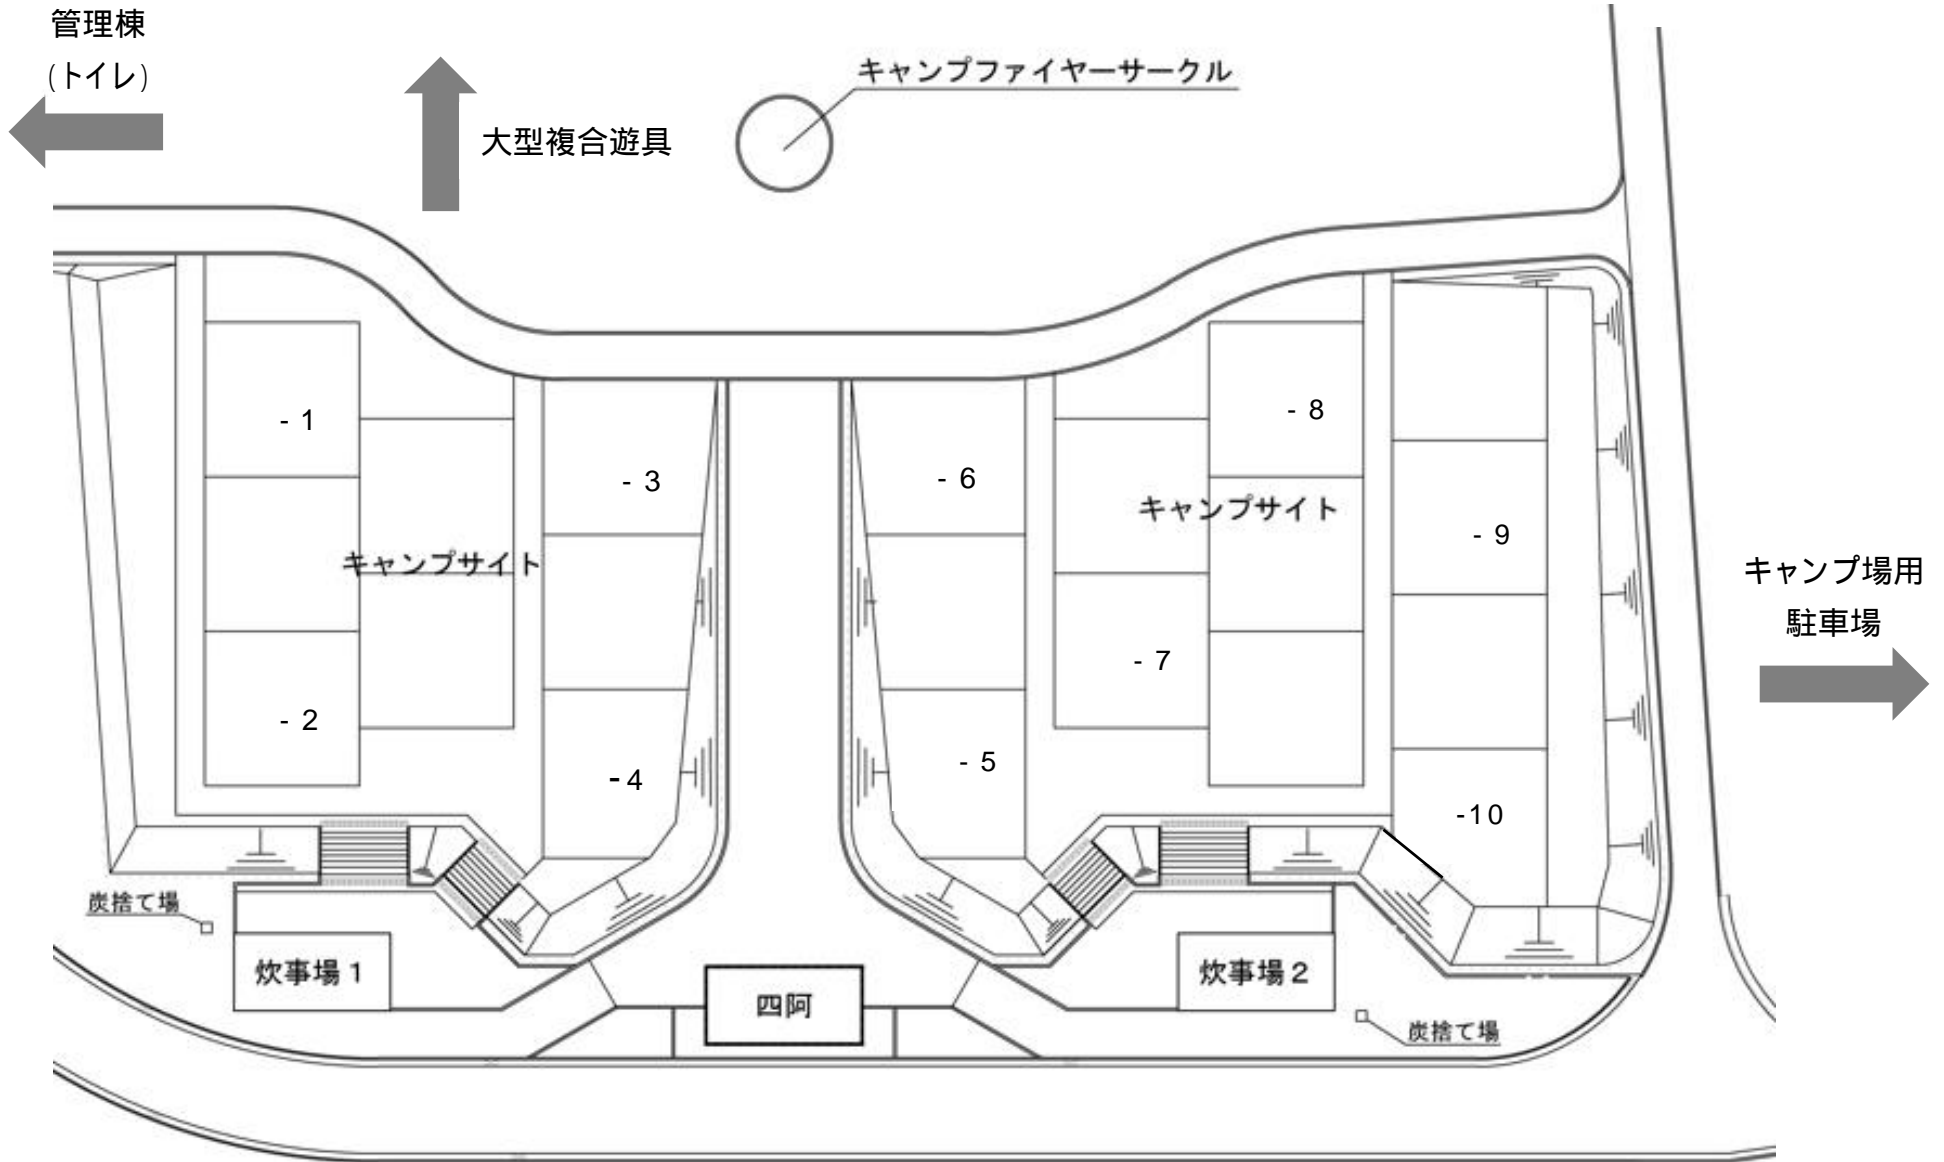 管理棟
(トイレ)
大型複合遊具
キャンプファイヤーサークル
- 1
- 2
- 3
- 4
キャンプサイト
- 5
- 6
- 7
- 8
キャンプサイト
- 9
-10
キャンプ場用
駐車場
炭捨て場
炊事場1
四阿
炊事場2
炭捨て場